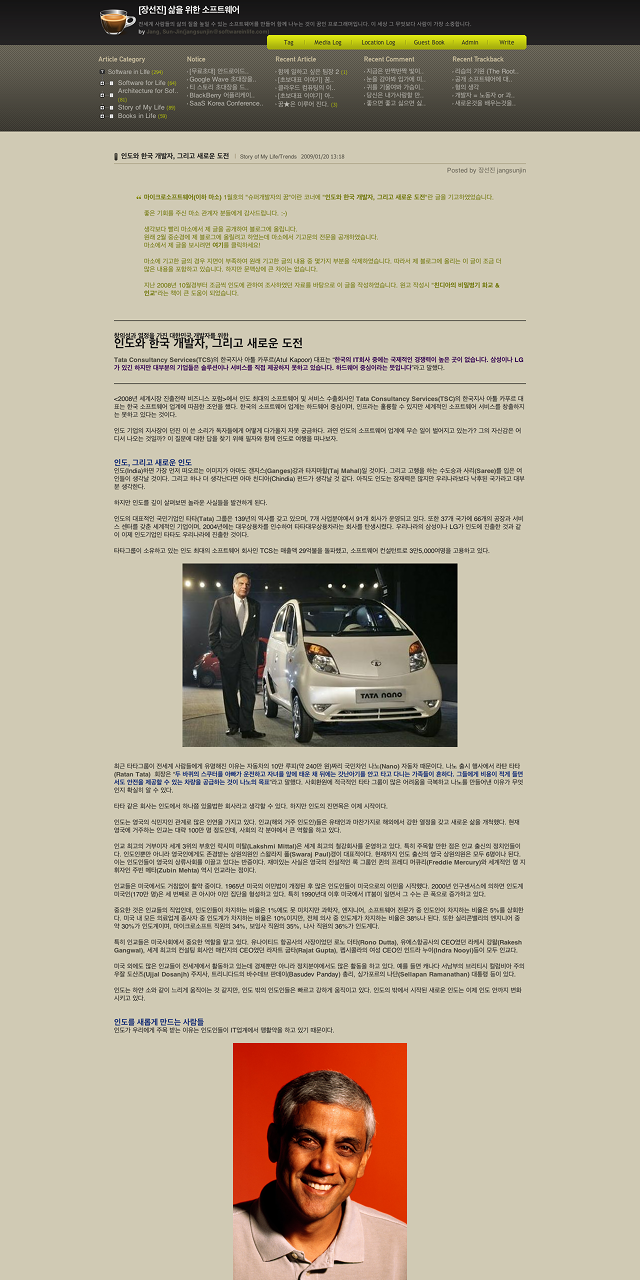 [장선진] 삶을 위한 소프트웨어
전세계 사람들의 삶의 질을 높일 수 있는 소프트웨어를 만들어 함께 나누는 것이 꿈인 프로그래머입니다. 이 세상 그 무엇보다 사람이 가장 소중합니다.
by Jang, Sun-Jin(jangsunjin@softwareinlife.com)
Tag Media Log Location Log Guest Book Admin Write
Article Category
Software in Life (294)
Software for Life (64)
Architecture for Sof..
(61)
Story of My Life (99)
Books in Life (59)
Notice
[무료초대] 안드로이드..
Google Wave 초대장을..
티 스토리 초대장을 드..
BlackBerry 어플리케이..
SaaS Korea Conference..
Recent Article
함께 일하고 싶은 팀장 2 (1)
[초보대표 이야기] 꿈..
클라우드 컴퓨팅의 이..
[초보대표 이야기] 마..
꿈★은 이루어 진다. (3)
Recent Comment
지금은 반짝반짝 빛이..
눈을 감아봐 입가에 미..
귀를 기울여봐 가슴이..
당신은 내가사랑할 만..
좋으면 좋고 싫으면 싫..
Recent Trackback
리습의 기원 (The Root..
공개 소프트웨어에 대..
혈의 생각
개발자 = 노동자 or 과..
새로운것을 배우는것을..
인도와 한국 개발자, 그리고 새로운 도전 | Story of My Life/Trends 2009/01/20 13:18
Posted by 장선진 jangsunjin
마이크로소프트웨어(이하 마소) 1월호의 "슈퍼개발자의 꿈"이란 코너에 "인도와 한국 개발자, 그리고 새로운 도전"란 글을 기고하였었습니다.
좋은 기회를 주신 마소 관계자 분들에게 감사드립니다. :-)
생각보다 빨리 마소에서 제 글을 공개하여 블로그에 올립니다.
원래 2월 중순경에 제 블로그에 올릴려고 하였는데 마소에서 기고문의 전문을 공개하였습니다.
마소에서 제 글을 보시려면 여기를 클릭하세요!
마소에 기고한 글의 경우 지면이 부족하여 원래 기고한 글의 내용 중 몇가지 부분을 삭제하였습니다. 따라서 제 블로그에 올리는 이 글이 조금 더
많은 내용을 포함하고 있습니다. 하지만 문맥상에 큰 차이는 없습니다.
지난 2008년 10월경부터 조금씩 인도에 관하여 조사하였던 자료를 바탕으로 이 글을 작성하였습니다. 원고 작성시 "친디아의 비밀병기 화교 &
인교"라는 책이 큰 도움이 되었습니다.
창의성과 열정을 가진 대한민국 개발자를 위한
인도와 한국 개발자, 그리고 새로운 도전
Tata Consultancy Services(TCS)의 한국지사 아툴 카푸르(Atul Kapoor) 대표는 "한국의 IT회사 중에는 국제적인 경쟁력이 높은 곳이 없습니다. 삼성이나 LG
가 있긴 하지만 대부분의 기업들은 솔루션이나 서비스를 직접 제공하지 못하고 있습니다. 하드웨어 중심이라는 뜻입니다"라고 말했다.
<2008년 세계시장 진출전략 비즈니스 포럼>에서 인도 최대의 소프트웨어 및 서비스 수출회사인 Tata Consultancy Services(TSC)의 한국지사 아툴 카푸르 대
표는 한국 소프트웨어 업계에 따끔한 조언을 했다. 한국의 소프트웨어 업계는 하드웨어 중심이며, 인프라는 훌륭할 수 있지만 세계적인 소프트웨어 서비스를 창출하지
는 못하고 있다는 것이다.
인도 기업의 지사장이 던진 이 쓴 소리가 독자들에게 어떻게 다가올지 자못 궁금하다. 과연 인도의 소프트웨어 업계에 무슨 일이 벌어지고 있는가? 그의 자신감은 어
디서 나오는 것일까? 이 질문에 대한 답을 찾기 위해 필자와 함께 인도로 여행을 떠나보자.
인도, 그리고 새로운 인도
인도(India)하면 가장 먼저 떠오르는 이미지가 아마도 갠지스(Ganges)강과 타지마할(Taj Mahal)일 것이다. 그리고 고행을 하는 수도승과 사리(Saree)를 입은 여
인들이 생각날 것이다. 그리고 하나 더 생각난다면 아마 친디아(Chindia) 펀드가 생각날 것 같다. 아직도 인도는 잠재력은 많지만 우리나라보다 낙후된 국가라고 대부
분 생각한다.
하지만 인도를 깊이 살펴보면 놀라운 사실들을 발견하게 된다.
인도의 대표적인 국민기업인 타타(Tata) 그룹은 139년의 역사를 갖고 있으며, 7개 사업분야에서 91개 회사가 운영되고 있다. 또한 37개 국가에 66개의 공장과 서비
스 센터를 갖춘 세계적인 기업이며, 2004년에는 대우상용차를 인수하여 타타대우상용차라는 회사를 탄생시켰다. 우리나라의 삼성이나 LG가 인도에 진출한 것과 같
이 이제 인도기업인 타타도 우리나라에 진출한 것이다.
타타그룹이 소유하고 있는 인도 최대의 소프트웨어 회사인 TCS는 매출액 29억불을 돌파했고, 소프트웨어 컨설턴트로 3만5,000여명을 고용하고 있다.
TATA nano
최근 타타그룹이 전세계 사람들에게 유명해진 이유는 자동차의 10만 루피(약 240만 원)짜리 국민차인 나노(Nano) 자동차 때문이다. 나노 출시 행사에서 라탄 타타
(Ratan Tata) 회장은 "두 바퀴의 스쿠터를 아빠가 운전하고 자녀를 앞에 태운 채 뒤에는 갓난아기를 안고 타고 다니는 가족들이 흔하다. 그들에게 비용이 적게 들면
서도 안전을 제공할 수 있는 차량을 공급하는 것이 나노의 목표"라고 말했다. 사회환원에 적극적인 타타 그룹이 많은 어려움을 극복하고 나노를 만들어낸 이유가 무엇
인지 확실히 알 수 있다.
타타 같은 회사는 인도에서 하나쯤 있을법한 회사라고 생각할 수 있다. 하지만 인도의 진면목은 이제 시작이다.
인도는 영국의 식민지인 관계로 많은 인연을 가지고 있다. 인교(해외 거주 인도인)들은 유태인과 마찬가지로 해외에서 강한 열정을 갖고 새로운 삶을 개척했다. 현재
영국에 거주하는 인교는 대략 100만 명 정도인데, 사회의 각 분야에서 큰 역할을 하고 있다.
인교 최고의 거부이자 세계 3위의 부호인 락시미 미탈(Lakshmi Mittal)은 세계 최고의 철강회사를 운영하고 있다. 특히 주목할 만한 점은 인교 출신의 정치인들이
다. 인도인뿐만 아니라 영국인에게도 존경받는 상원의원인 스왈라지 폴(Swaraj Paul)경이 대표적이다. 현재까지 인도 출신의 영국 상원의원은 모두 6명이나 된다.
이는 인도인들이 영국의 상류사회를 이끌고 있다는 반증이다. 재미있는 사실은 영국의 전설적인 록 그룹인 퀸의 프레디 머큐리(Freddie Mercury)와 세계적인 명 지
휘자인 주빈 메타(Zubin Mehta) 역시 인교라는 점이다.
인교들은 미국에서도 거침없이 활약 중이다. 1965년 미국의 이민법이 개정된 후 많은 인도인들이 미국으로의 이민을 시작했다. 2000년 인구센서스에 의하면 인도계
미국인(170만 명)은 세 번째로 큰 아시아 이민 집단을 형성하고 있다. 특히 1990년대 이후 미국에서 IT붐이 일면서 그 수는 큰 폭으로 증가하고 있다.
중요한 것은 인교들의 직업인데, 인도인들이 차지하는 비율은 1%에도 못 미치지만 과학자, 엔지니어, 소프트웨어 전문가 중 인도인이 차지하는 비율은 5%를 상회한
다. 미국 내 모든 의료업계 종사자 중 인도계가 차지하는 비율은 10%이지만, 전체 의사 중 인도계가 차지하는 비율은 38%나 된다. 또한 실리콘밸리의 엔지니어 중
약 30%가 인도계이며, 마이크로소프트 직원의 34%, 보잉사 직원의 35%, 나사 직원의 36%가 인도계다.
특히 인교들은 미국사회에서 중요한 역할을 맡고 있다. 유나이티드 항공사의 사장이었던 로노 더타(Rono Dutta), 유에스항공사의 CEO였던 라케시 강왈(Rakesh
Gangwal), 세계 최고의 컨설팅 회사인 매킨지의 CEO였던 라자트 굽타(Rajat Gupta), 펩시콜라의 여성 CEO인 인드라 누이(Indra Nooyi)등이 모두 인교다.
미국 외에도 많은 인교들이 전세계에서 활동하고 있는데 경제뿐만 아니라 정치분야에서도 많은 활동을 하고 있다. 예를 들면 캐나다 서남부의 브리티시 컬럼비아 주의
우잘 도산즈(Ujjal Dosanjh) 주지사, 트리니다드의 바수데브 판데이(Basudev Panday) 총리, 싱가포르의 나단(Sellapan Ramanathan) 대통령 등이 있다.
인도는 하얀 소와 같이 느리게 움직이는 것 같지만, 인도 밖의 인도인들은 빠르고 강하게 움직이고 있다. 인도의 밖에서 시작된 새로운 인도는 이제 인도 안까지 변화
시키고 있다.
인도를 새롭게 만드는 사람들
인도가 우리에게 주목 받는 이유는 인도인들이 IT업계에서 맹활약을 하고 있기 때문이다.